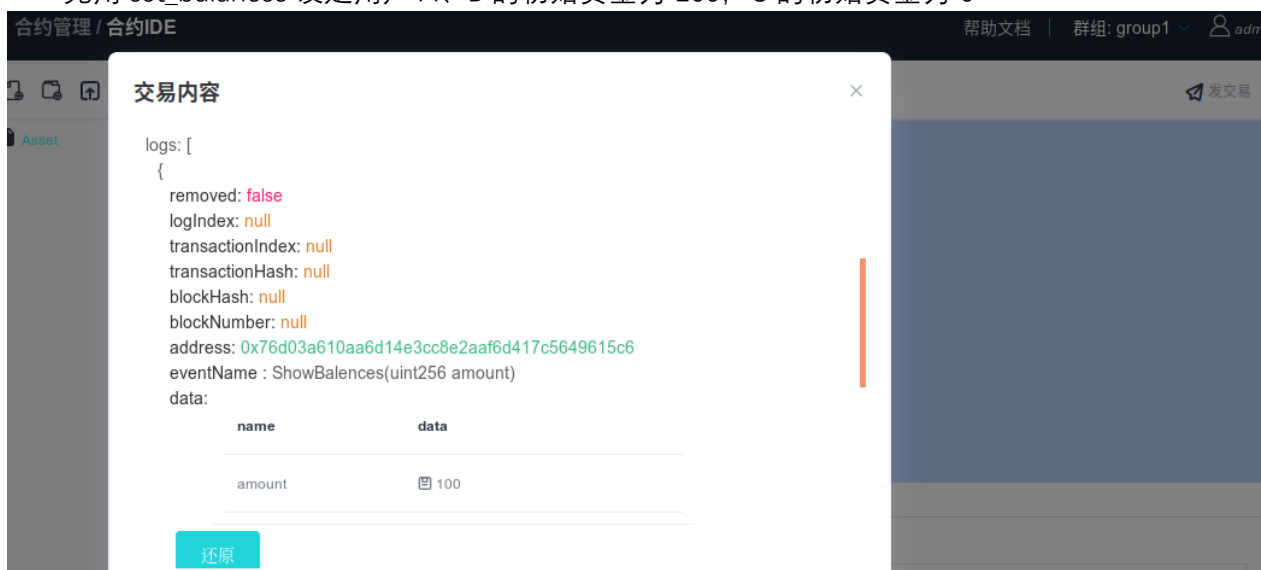 合约管理 / 合约IDE 帮助文档 群组: group1
发交易
Asset
交易内容
logs: [
{
removed: false
logIndex: null
transactionIndex: null
transactionHash: null
blockHash: null
blockNumber: null
address: 0x76d03a610aa6d14e3cc8e2aaf6d417c5649615c6
eventName : ShowBalences(uint256 amount)
data:
name data
amount 100
还原